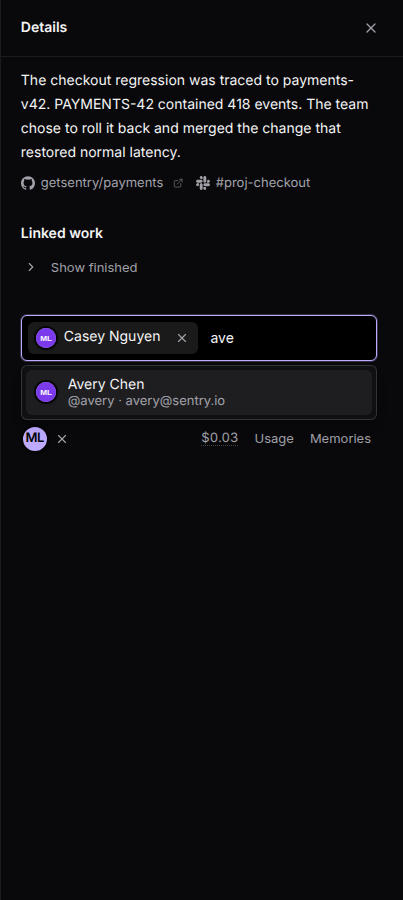 Details
The checkout regression was traced to payments-
v42. PAYMENTS-42 contained 418 events. The team
chose to roll it back and merged the change that
restored normal latency.
getsentry/payments #proj-checkout
Linked work
Show finished
ML Casey Nguyen ave
ML Avery Chen
@avery · avery@sentry.io
ML $0.03 Usage Memories